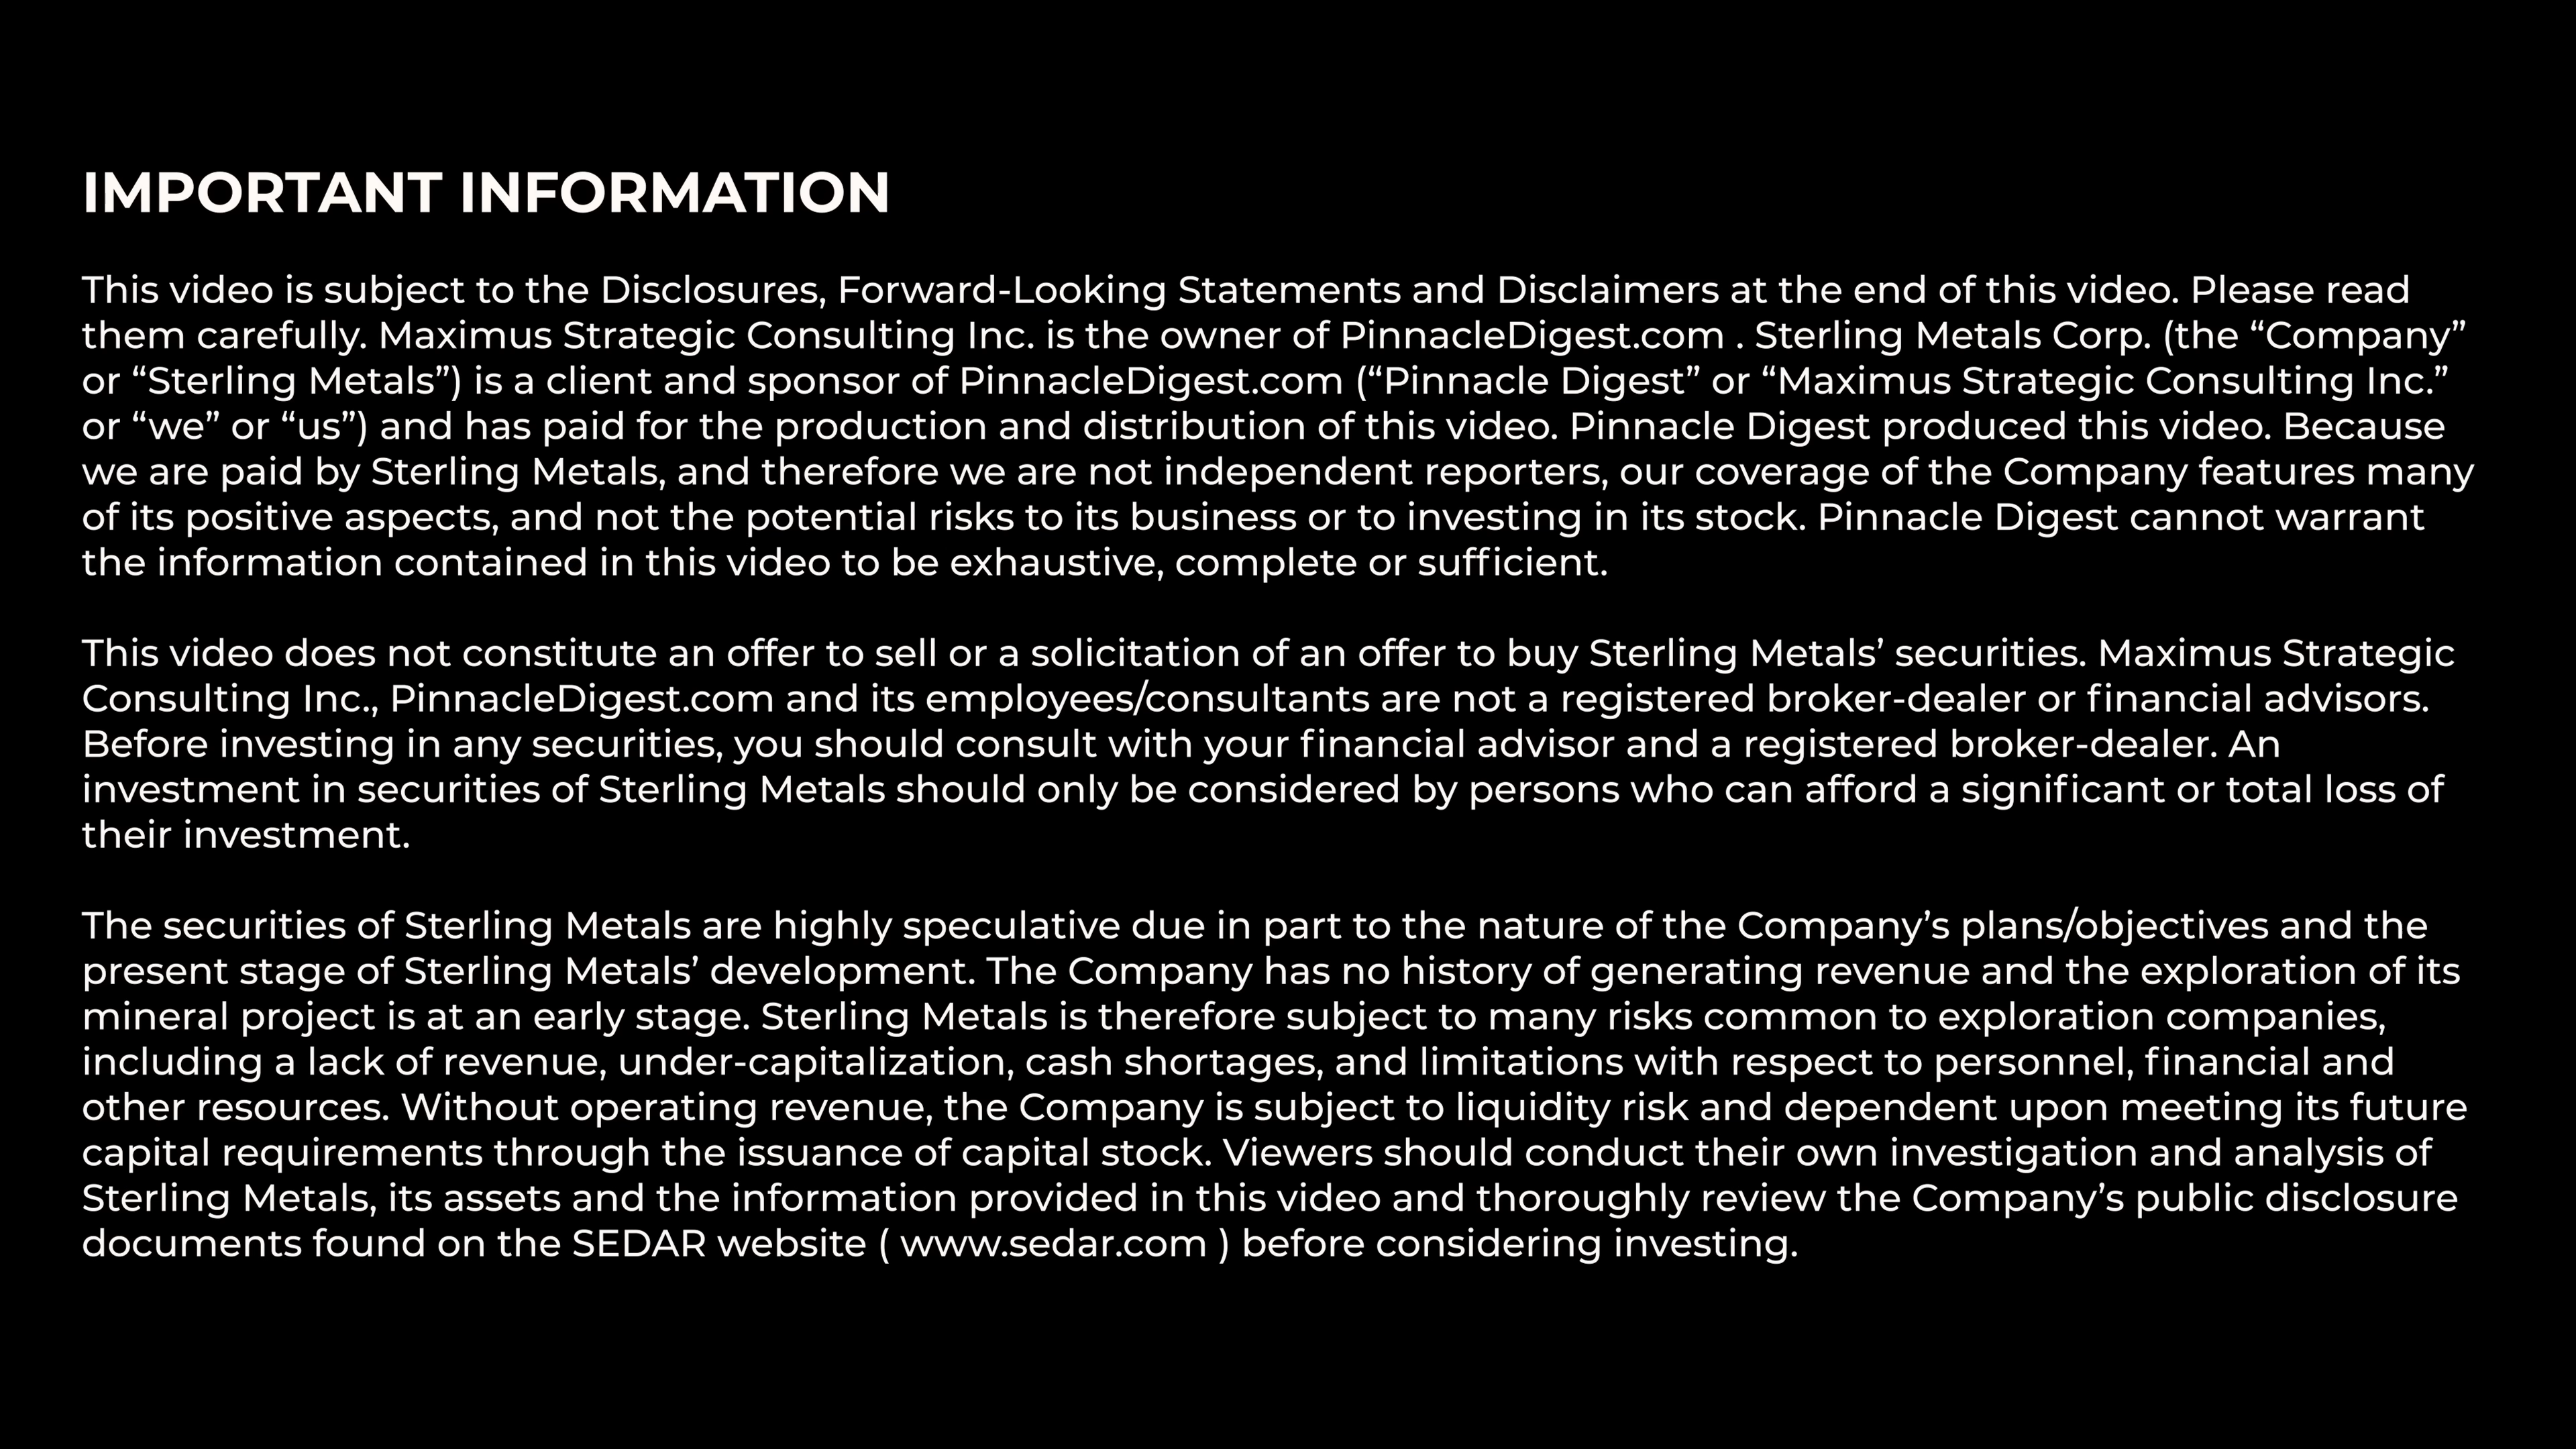 IMPORTANT INFORMATION
This video is subject to the Disclosures, Forward-Looking Statements and Disclaimers at the end of this video. Please read
them carefully. Maximus Strategic Consulting Inc. is the owner of PinnacleDigest.com . Sterling Metals Corp. (the “Company”
or “Sterling Metals”) is a client and sponsor of PinnacleDigest.com (“Pinnacle Digest” or “Maximus Strategic Consulting Inc.”
or “we” or “us”) and has paid for the production and distribution of this video. Pinnacle Digest produced this video. Because
we are paid by Sterling Metals, and therefore we are not independent reporters, our coverage of the Company features many
of its positive aspects, and not the potential risks to its business or to investing in its stock. Pinnacle Digest cannot warrant
the information contained in this video to be exhaustive, complete or sufficient.
This video does not constitute an offer to sell or a solicitation of an offer to buy Sterling Metals’ securities. Maximus Strategic
Consulting Inc., PinnacleDigest.com and its employees/consultants are not a registered broker-dealer or financial advisors.
Before investing in any securities, you should consult with your financial advisor and a registered broker-dealer. An
investment in securities of Sterling Metals should only be considered by persons who can afford a significant or total loss of
their investment.
The securities of Sterling Metals are highly speculative due in part to the nature of the Company’s plans/objectives and the
present stage of Sterling Metals’ development. The Company has no history of generating revenue and the exploration of its
mineral project is at an early stage. Sterling Metals is therefore subject to many risks common to exploration companies,
including a lack of revenue, under-capitalization, cash shortages, and limitations with respect to personnel, financial and
other resources. Without operating revenue, the Company is subject to liquidity risk and dependent upon meeting its future
capital requirements through the issuance of capital stock. Viewers should conduct their own investigation and analysis of
Sterling Metals, its assets and the information provided in this video and thoroughly review the Company’s public disclosure
documents found on the SEDAR website ( www.sedar.com ) before considering investing.